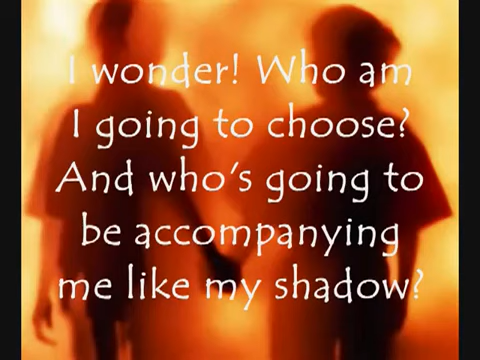 I wonder! Who am
I going to choose?
And who's going to
be accompanying
me like my shadow?